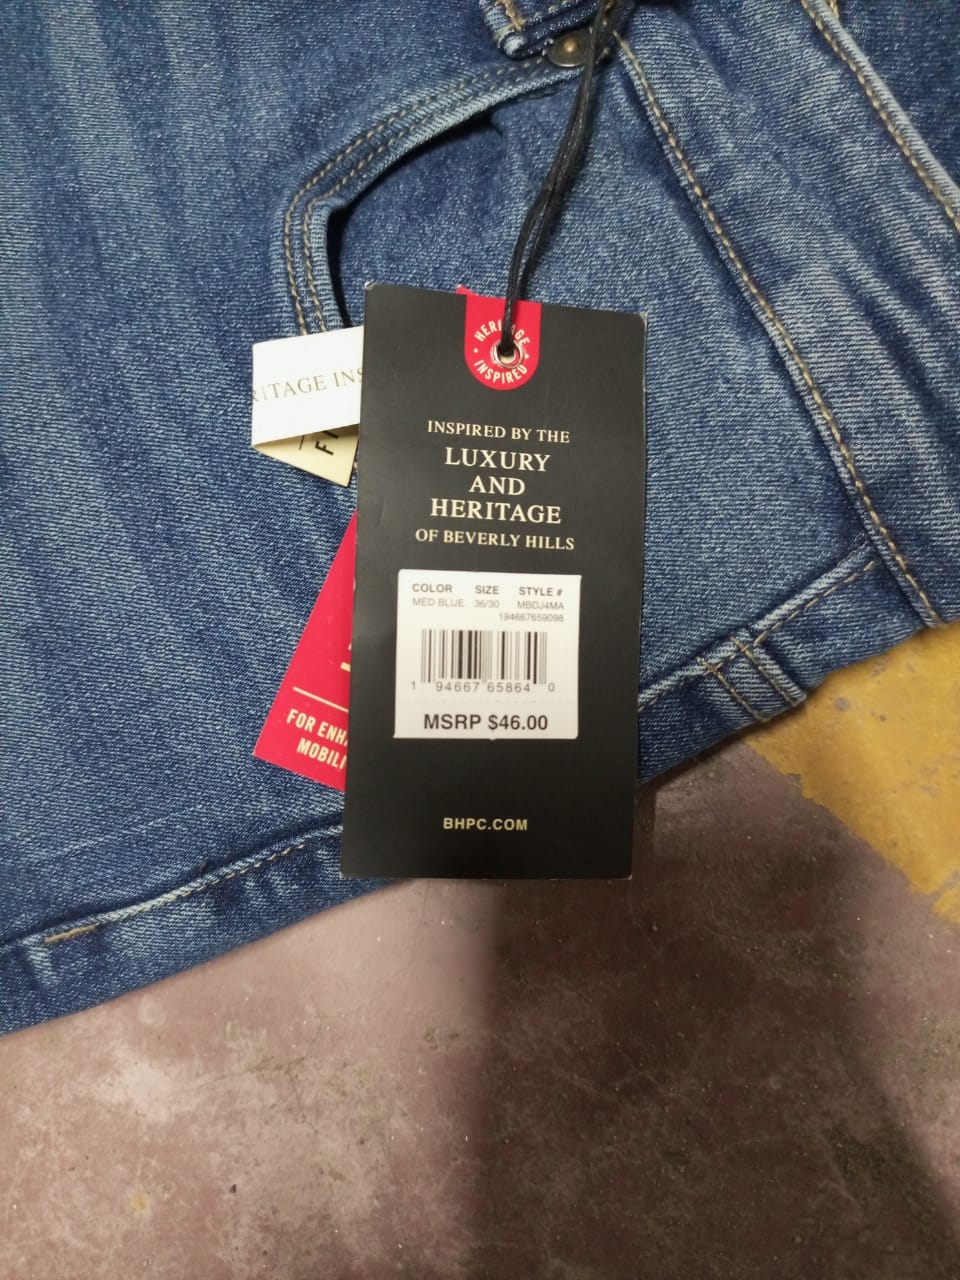 HERITAGE
INSPIRED
INSPIRED BY THE
LUXURY
AND
HERITAGE
OF BEVERLY HILLS
RITAGE INS
FI
COLOR SIZE STYLE #
MED BLUE 36/30 MBDJ4MA
194667659098
1 94667 65864 0
MSRP $46.00
FOR ENHA
MOBILI
BHPC.COM